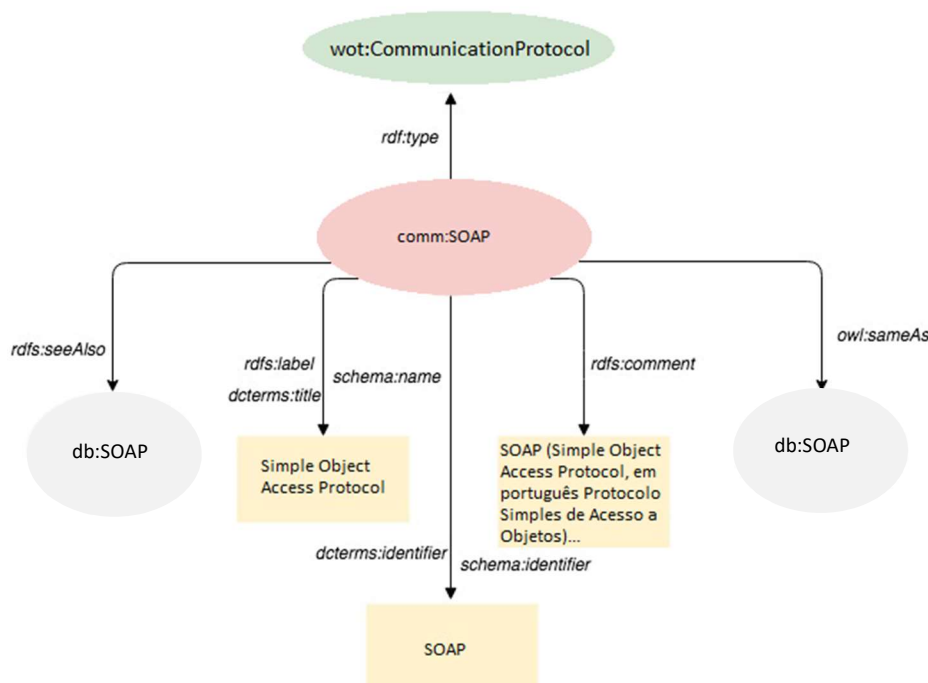 wot:CommunicationProtocol
rdf:type
comm:SOAP
rdfs:seeAlso
rdfs:label
dcterms:title
schema:name
rdfs:comment
owl:sameAs
db:SOAP
Simple Object
Access Protocol
SOAP (Simple Object
Access Protocol, em
português Protocolo
Simples de Acesso a
Objetos)...
db:SOAP
dcterms:identifier
schema:identifier
SOAP